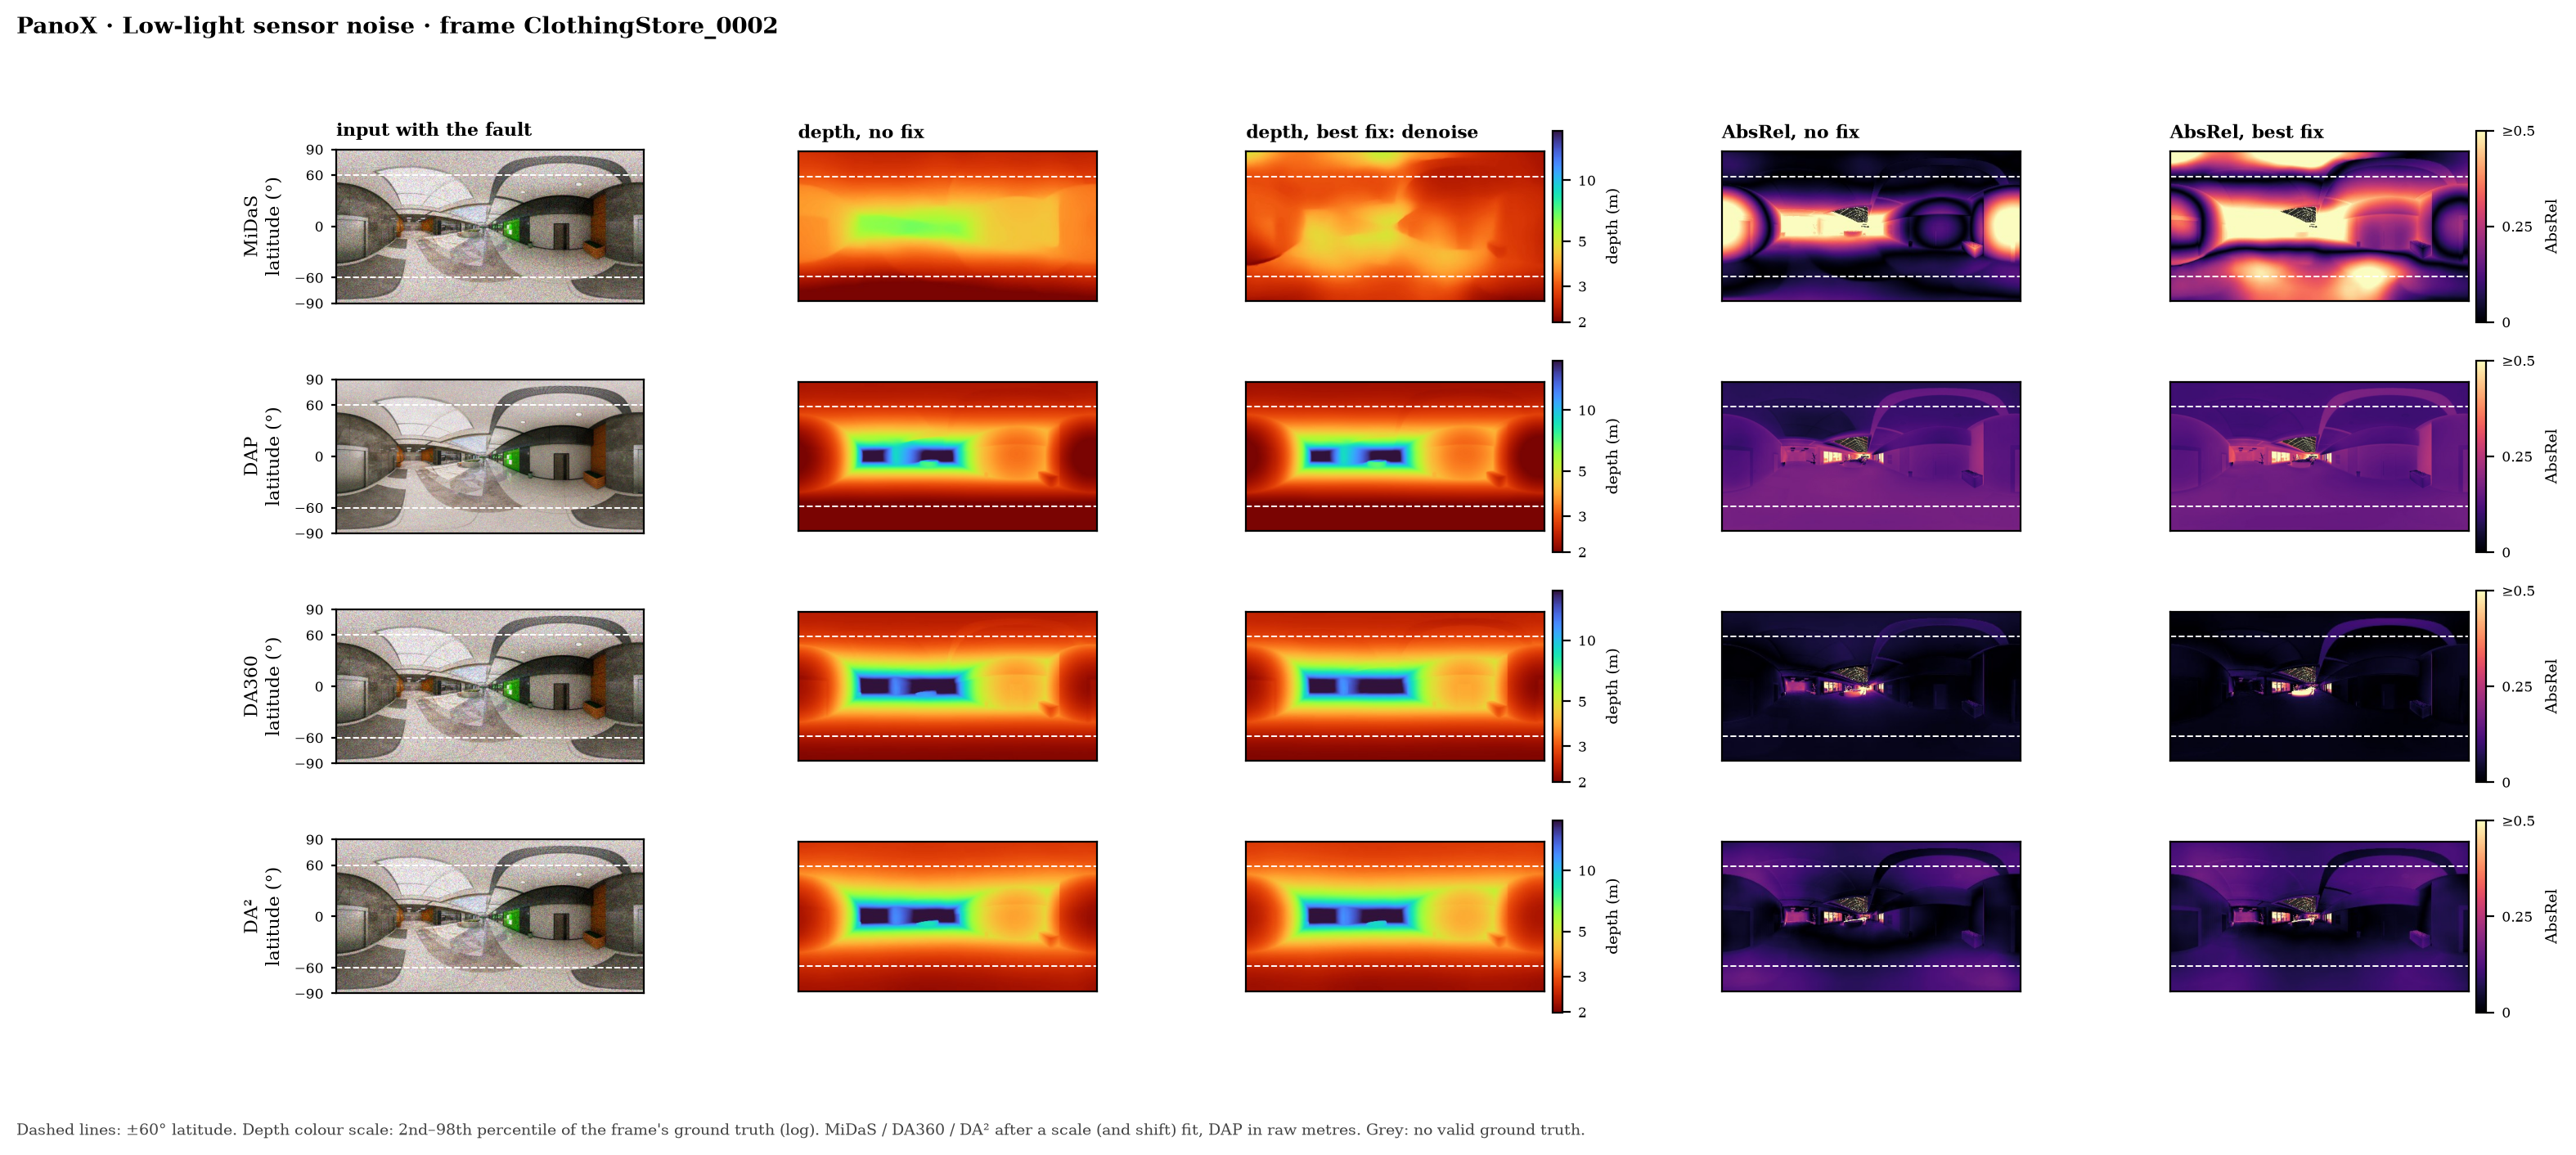 PanoX · Low-light sensor noise · frame ClothingStore_0002
input with the fault
depth, no fix
depth, best fix: denoise
AbsRel, no fix
AbsRel, best fix
MiDaS
latitude (°)
90
60
0
−60
−90
10
5
3
2
depth (m)
≥0.5
0.25
0
AbsRel
DAP
latitude (°)
90
60
0
−60
−90
10
5
3
2
depth (m)
≥0.5
0.25
0
AbsRel
DA360
latitude (°)
90
60
0
−60
−90
10
5
3
2
depth (m)
≥0.5
0.25
0
AbsRel
DA²
latitude (°)
90
60
0
−60
−90
10
5
3
2
depth (m)
≥0.5
0.25
0
AbsRel
Dashed lines: ±60° latitude. Depth colour scale: 2nd–98th percentile of the frame's ground truth (log). MiDaS / DA360 / DA² after a scale (and shift) fit, DAP in raw metres. Grey: no valid ground truth.